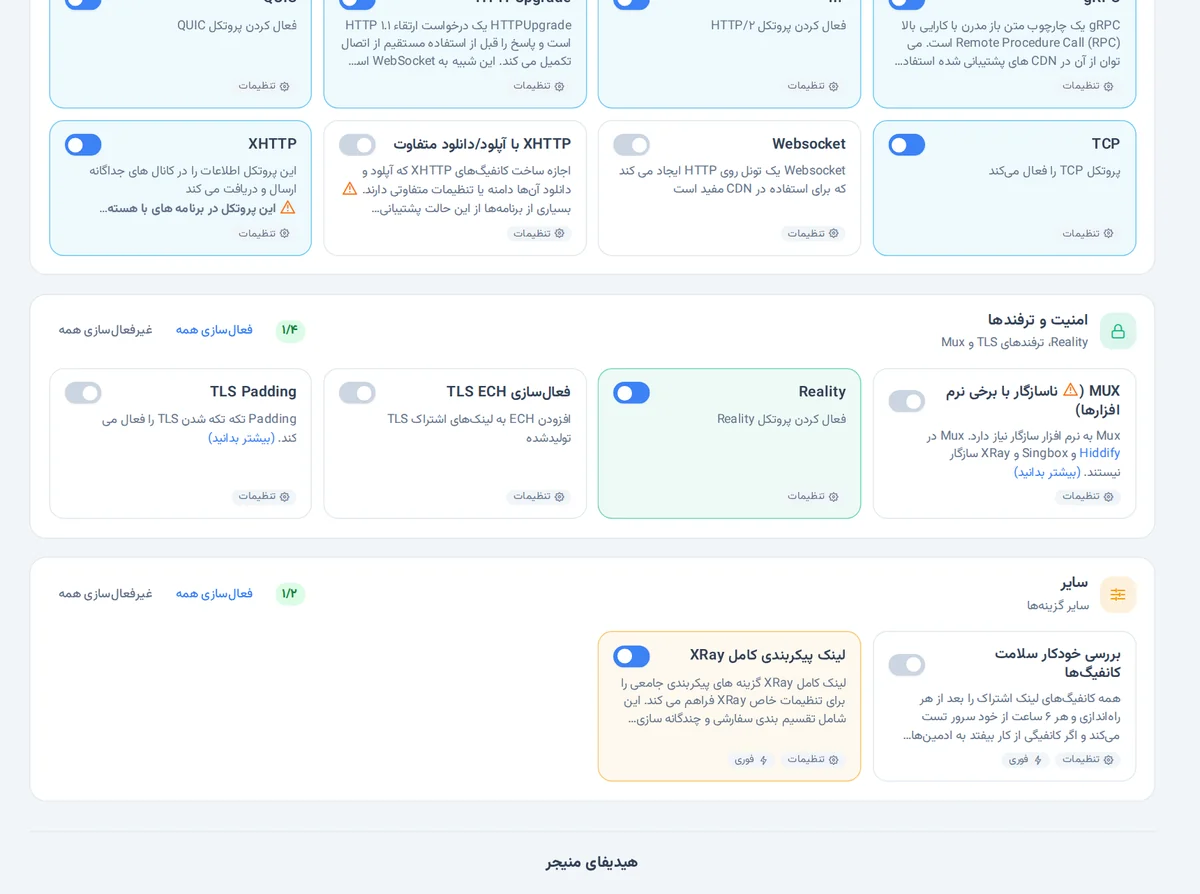 gRPC
gRPC یک چارچوب متن باز مدرن با کارایی بالا
Remote Procedure Call (RPC) است. می
توان از آن در CDN های پشتیبانی شده استفاد...
تنظیمات
فعال کردن پروتکل HTTP/۲
تنظیمات
HTTPUpgrade
HTTPUpgrade یک درخواست ارتقاء HTTP ۱.۱
است و پاسخ را قبل از استفاده مستقیم از اتصال
تکمیل می کند. این شبیه به WebSocket اسـ...
تنظیمات
QUIC
فعال کردن پروتکل QUIC
تنظیمات
TCP
پروتکل TCP را فعال می‌کند
تنظیمات
Websocket
Websocket یک تونل روی HTTP ایجاد می کند
که برای استفاده در CDN مفید است
تنظیمات
XHTTP با آپلود/دانلود متفاوت
اجازه ساخت کانفیگ‌های XHTTP که آپلود و
دانلود آن‌ها دامنه یا تنظیمات متفاوتی دارند. ⚠
بسیاری از برنامه‌ها از این حالت پشتیبانی...
تنظیمات
XHTTP
این پروتکل اطلاعات را در کانال های جداگانه
ارسال و دریافت می کند
⚠ این پروتکل در برنامه های با هسته...
تنظیمات
امنیت و ترفندها
Reality، ترفندهای TLS و Mux
۱/۴
فعال‌سازی همه
غیرفعال‌سازی همه
MUX (⚠ ناسازگار با برخی نرم
افزارها)
Mux به نرم افزار سازگار نیاز دارد. Mux در
Hiddify و Singbox و XRay سازگار
نیستند. (بیشتر بدانید)
تنظیمات
Reality
فعال کردن پروتکل Reality
تنظیمات
فعال‌سازی TLS ECH
افزودن ECH به لینک‌های اشتراک TLS
تولیدشده
تنظیمات
TLS Padding
Padding تکه تکه شدن TLS را فعال می
کند. (بیشتر بدانید)
تنظیمات
سایر
سایر گزینه‌ها
۱/۲
فعال‌سازی همه
غیرفعال‌سازی همه
بررسی خودکار سلامت
کانفیگ‌ها
همه کانفیگ‌های لینک اشتراک را بعد از هر
راه‌اندازی و هر ۶ ساعت از خود سرور تست
می‌کند و اگر کانفیگی از کار بیفتد به ادمین‌ها...
تنظیمات
فوری
لینک پیکربندی کامل XRay
لینک کامل XRay گزینه های پیکربندی جامعی را
برای تنظیمات خاص XRay فراهم می کند. این
شامل تقسیم بندی سفارشی و چندگانه سازی...
تنظیمات
فوری
هیدیفای منیجر